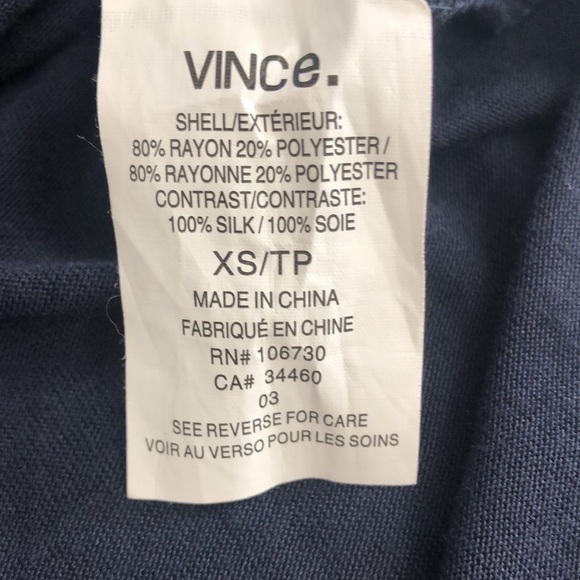 VINce.
SHELL/EXTÉRIEUR:
80% RAYON 20% POLYESTER /
80% RAYONNE 20% POLYESTER
CONTRAST/CONTRASTE:
100% SILK / 100% SOIE
XS/TP
MADE IN CHINA
FABRIQUÉ EN CHINE
RN# 106730
CA# 34460
03
SEE REVERSE FOR CARE
VOIR AU VERSO POUR LES SOINS